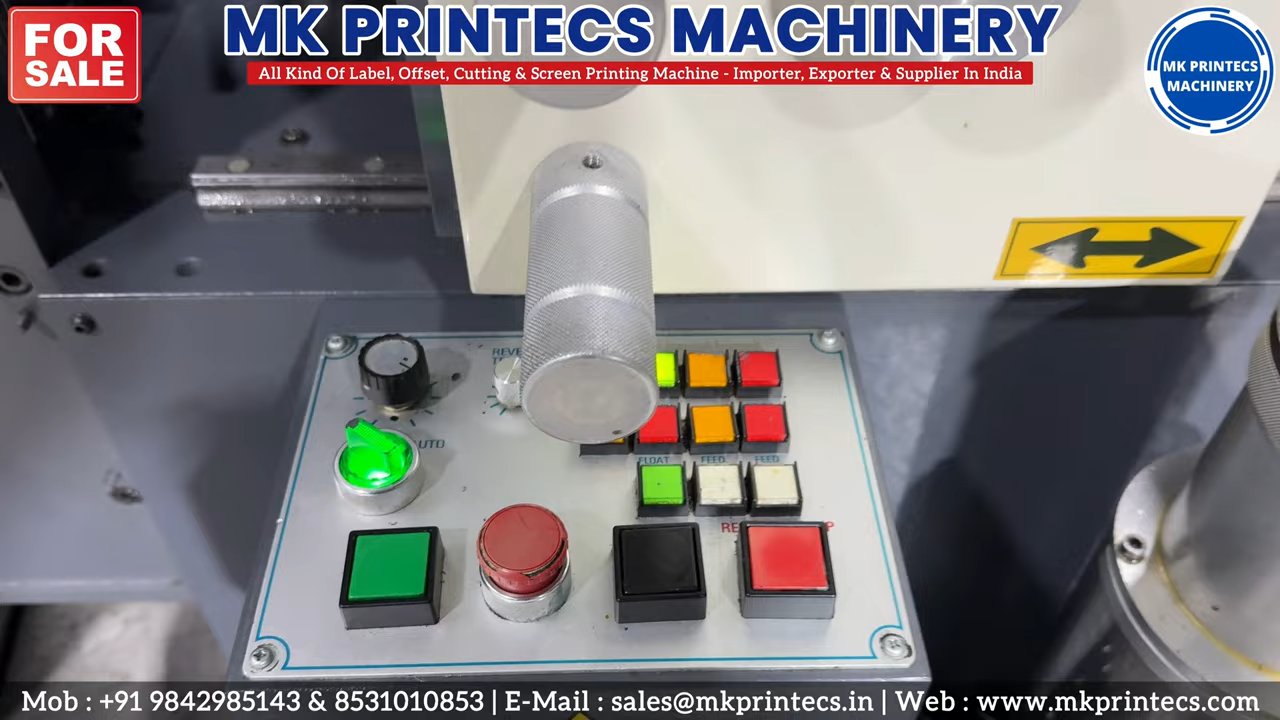 FOR
SALE
MK PRINTECS MACHINERY
All Kind Of Label, Offset, Cutting & Screen Printing Machine - Importer, Exporter & Supplier In India
MK PRINTECS
MACHINERY
FLOAT FEED FEED
Mob : +91 9842985143 & 8531010853 | E-Mail : sales@mkprintecs.in | Web : www.mkprintecs.com